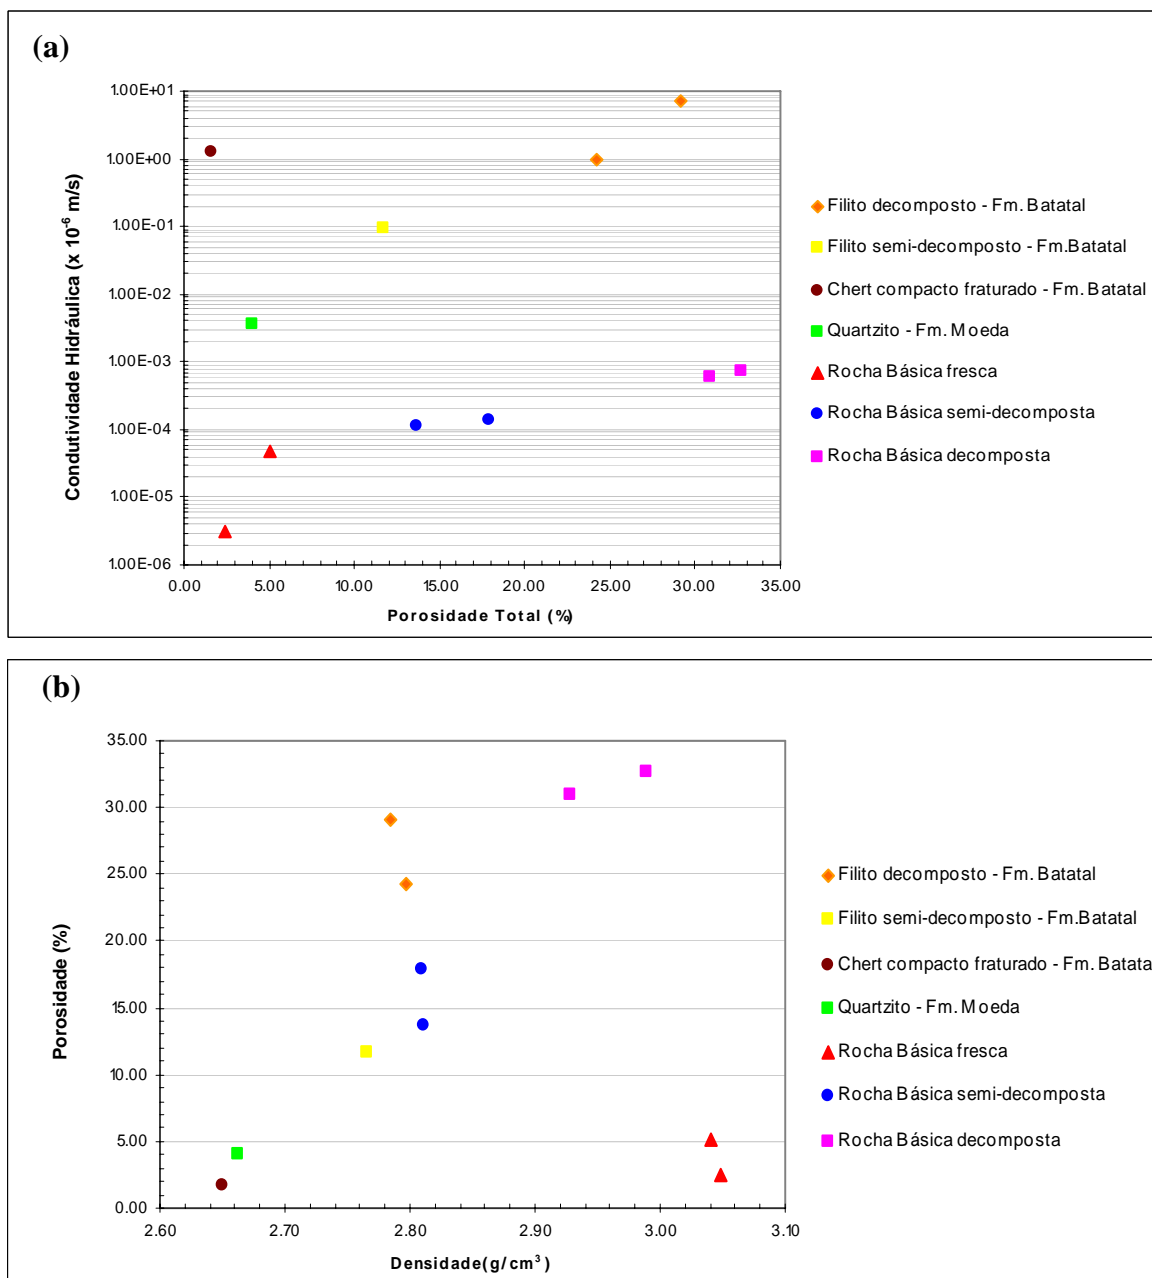 (a)
1.00E+01
1.00E+00
1.00E-01
1.00E-02
1.00E-03
1.00E-04
1.00E-05
1.00E-06
Condutividade Hidráulica (x 10⁻⁶ m/s)
0.00 5.00 10.00 15.00 20.00 25.00 30.00 35.00
Porosidade Total (%)
Filito decomposto - Fm. Batatal
Filito semi-decomposto - Fm.Batatal
Chert compacto fraturado - Fm. Batatal
Quartzito - Fm. Moeda
Rocha Básica fresca
Rocha Básica semi-decomposta
Rocha Básica decomposta
(b)
35.00
30.00
25.00
20.00
15.00
10.00
5.00
0.00
Porosidade (%)
2.60 2.70 2.80 2.90 3.00 3.10
Densidade(g/cm³)
Filito decomposto - Fm. Batatal
Filito semi-decomposto - Fm.Batatal
Chert compacto fraturado - Fm. Batata
Quartzito - Fm. Moeda
Rocha Básica fresca
Rocha Básica semi-decomposta
Rocha Básica decomposta